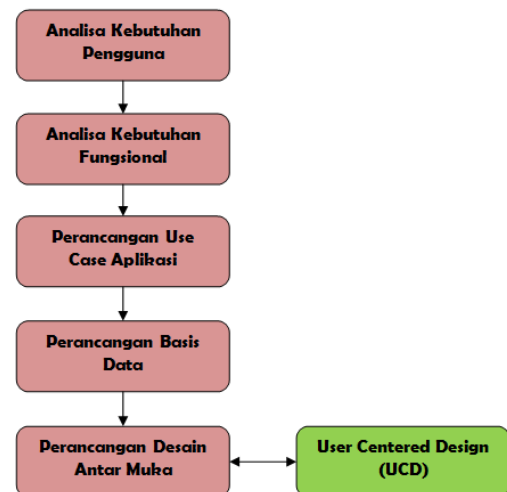 Analisa Kebutuhan
Pengguna
Analisa Kebutuhan
Fungsional
Perancangan Use
Case Aplikasi
Perancangan Basis
Data
Perancangan Desain
Antar Muka
User Centered Design
(UCD)